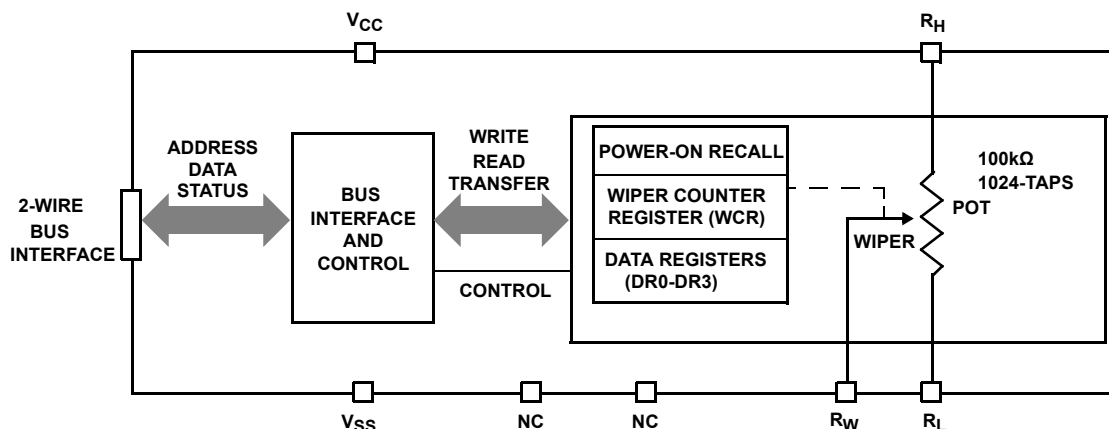 VCC
RH
ADDRESS
DATA
STATUS
WRITE
READ
TRANSFER
2-WIRE
BUS
INTERFACE
BUS
INTERFACE
AND
CONTROL
CONTROL
POWER-ON RECALL
WIPER COUNTER
REGISTER (WCR)
DATA REGISTERS
(DR0-DR3)
100kΩ
1024-TAPS
POT
WIPER
VSS
NC
NC
RW
RL